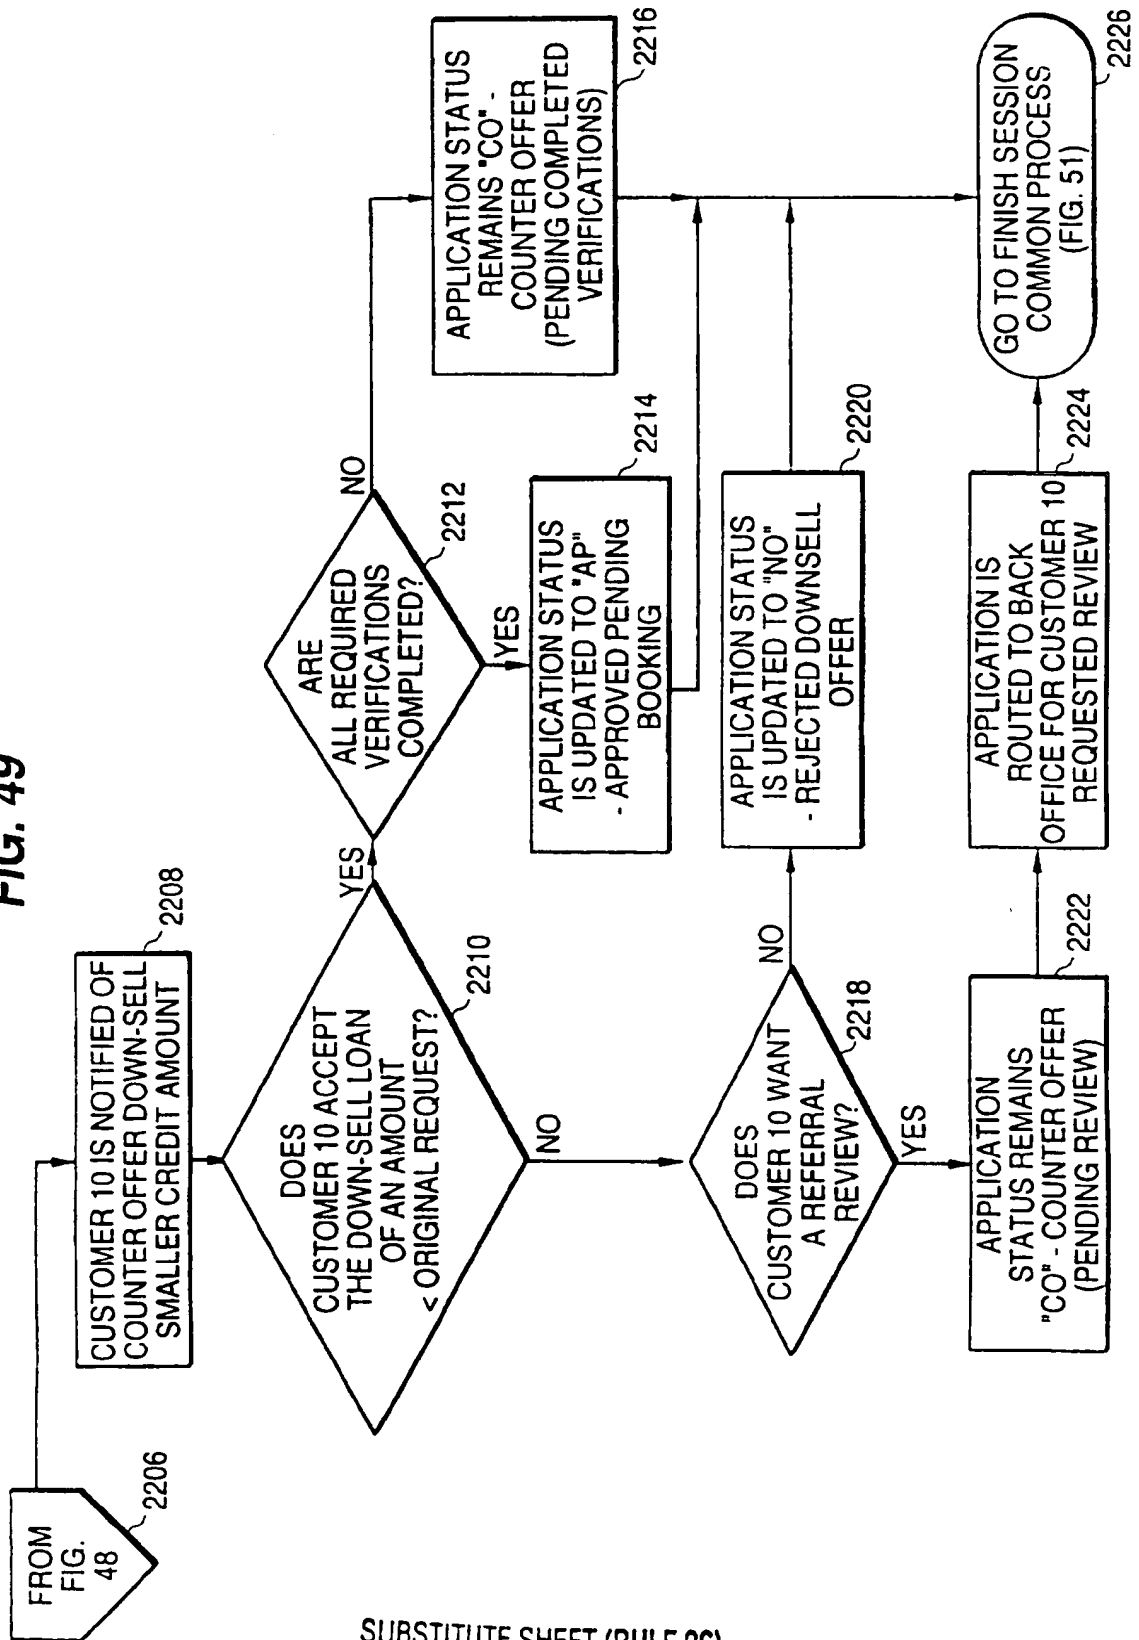 FIG. 49
FROM
FIG.
48
2206
CUSTOMER 10 IS NOTIFIED OF
COUNTER OFFER DOWN-SELL
SMALLER CREDIT AMOUNT
2208
DOES
CUSTOMER 10 ACCEPT
THE DOWN-SELL LOAN
OF AN AMOUNT
< ORIGINAL REQUEST?
2210
YES
NO
ARE
ALL REQUIRED
VERIFICATIONS
COMPLETED?
2212
NO
YES
APPLICATION STATUS
IS UPDATED TO "AP"
- APPROVED PENDING
BOOKING
2214
APPLICATION STATUS
REMAINS "CO" -
COUNTER OFFER
(PENDING COMPLETED
VERIFICATIONS)
2216
DOES
CUSTOMER 10 WANT
A REFERRAL
REVIEW?
2218
NO
YES
APPLICATION STATUS
IS UPDATED TO "NO"
- REJECTED DOWNSELL
OFFER
2220
APPLICATION
STATUS REMAINS
"CO" - COUNTER OFFER
(PENDING REVIEW)
2222
APPLICATION IS
ROUTED TO BACK
OFFICE FOR CUSTOMER 10
REQUESTED REVIEW
2224
GO TO FINISH SESSION
COMMON PROCESS
(FIG. 51)
2226
SUBSTITUTE SHEET (RULE 26)